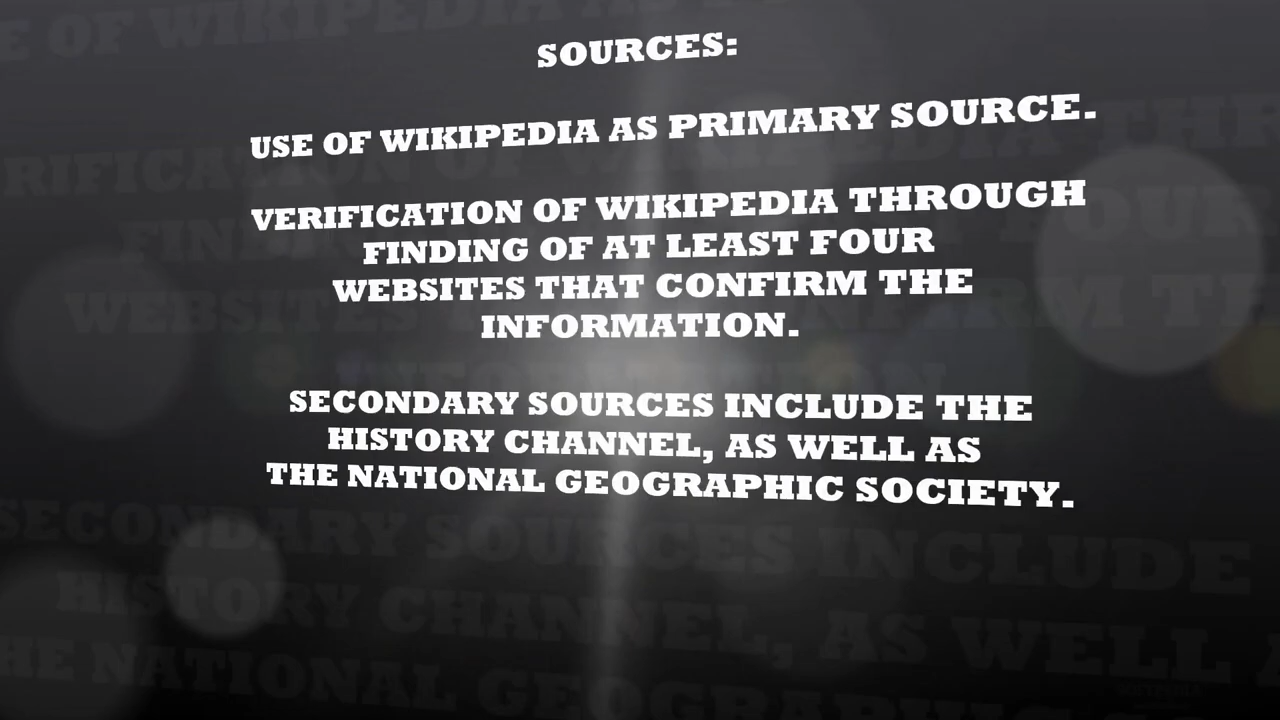 SOURCES:
USE OF WIKIPEDIA AS PRIMARY SOURCE.
VERIFICATION OF WIKIPEDIA THROUGH
FINDING OF AT LEAST FOUR
WEBSITES THAT CONFIRM THE
INFORMATION.
SECONDARY SOURCES INCLUDE THE
HISTORY CHANNEL, AS WELL AS
THE NATIONAL GEOGRAPHIC SOCIETY.